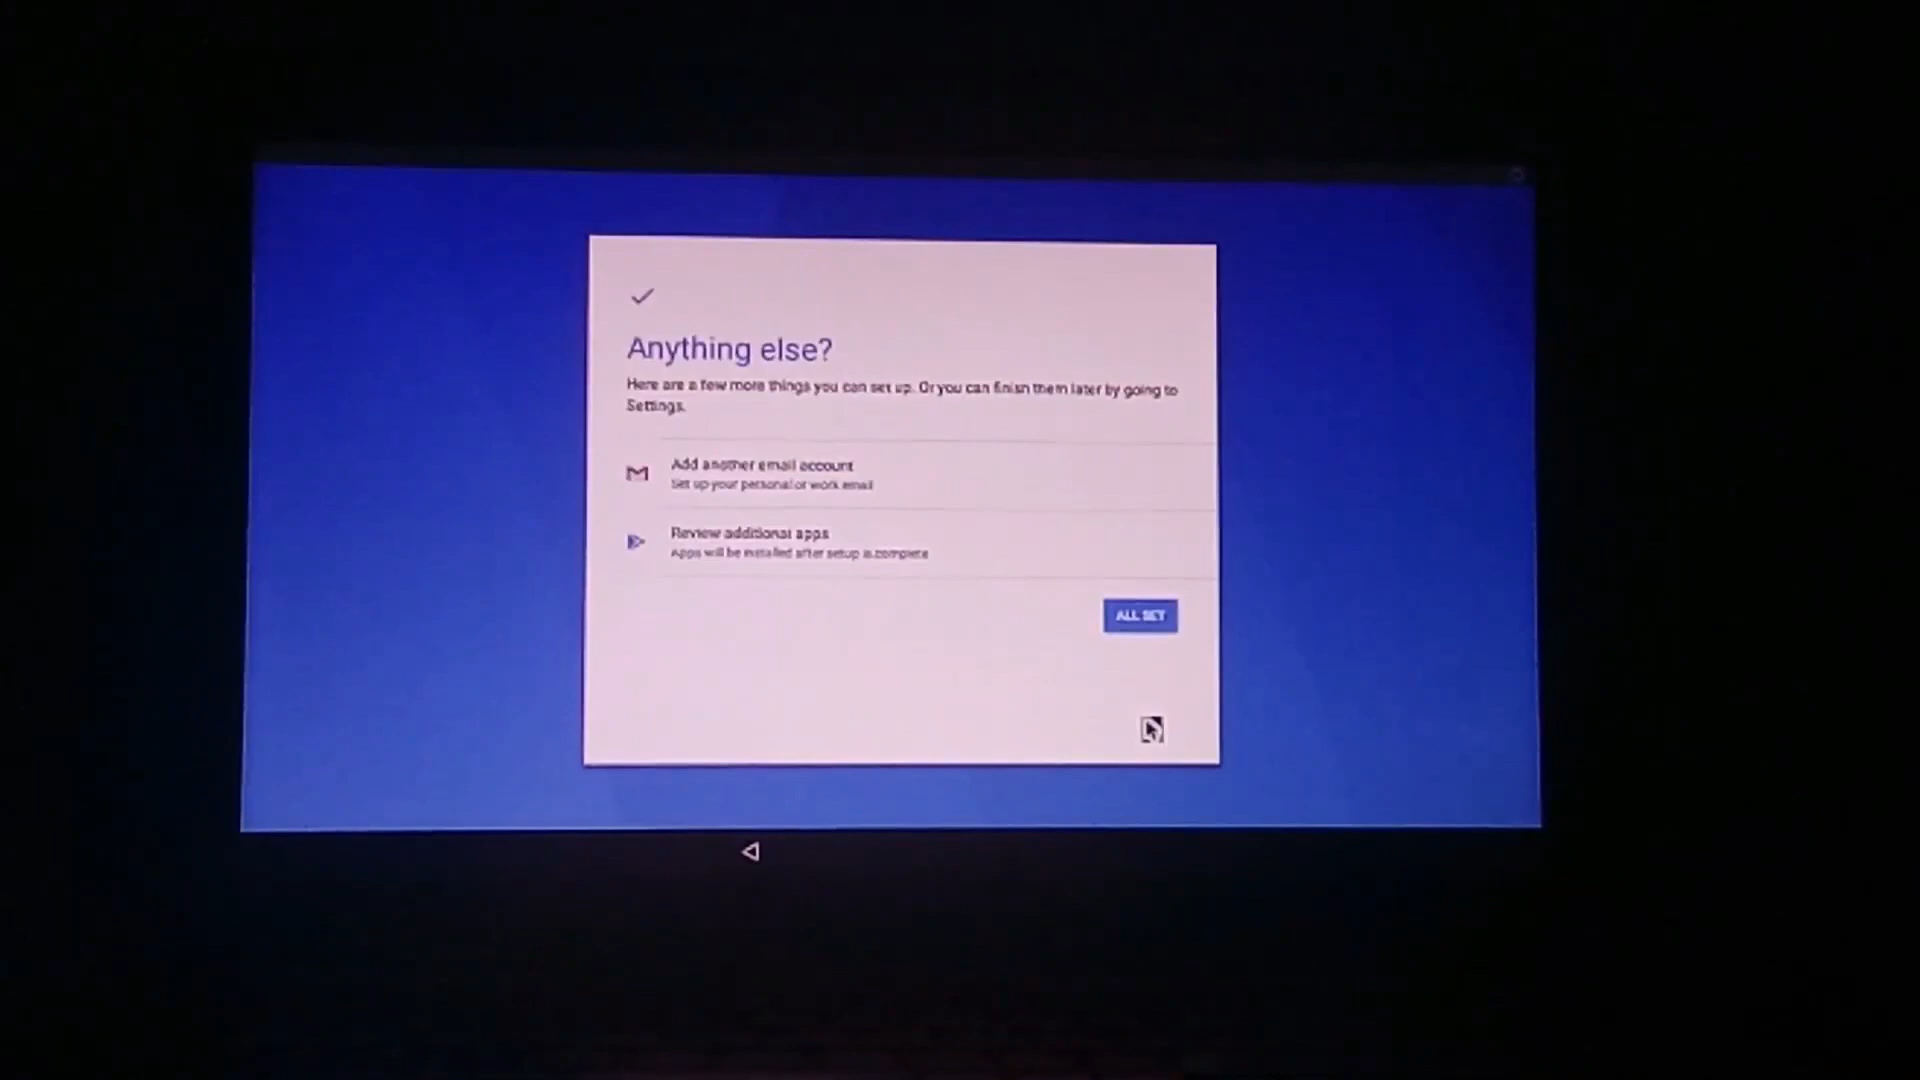 Anything else?
Here are a few more things you can set up. Or you can finish them later by going to
Settings.
Add another email account
Set up your personal or work email
Review additional apps
Apps will be installed after setup is complete
ALL SET